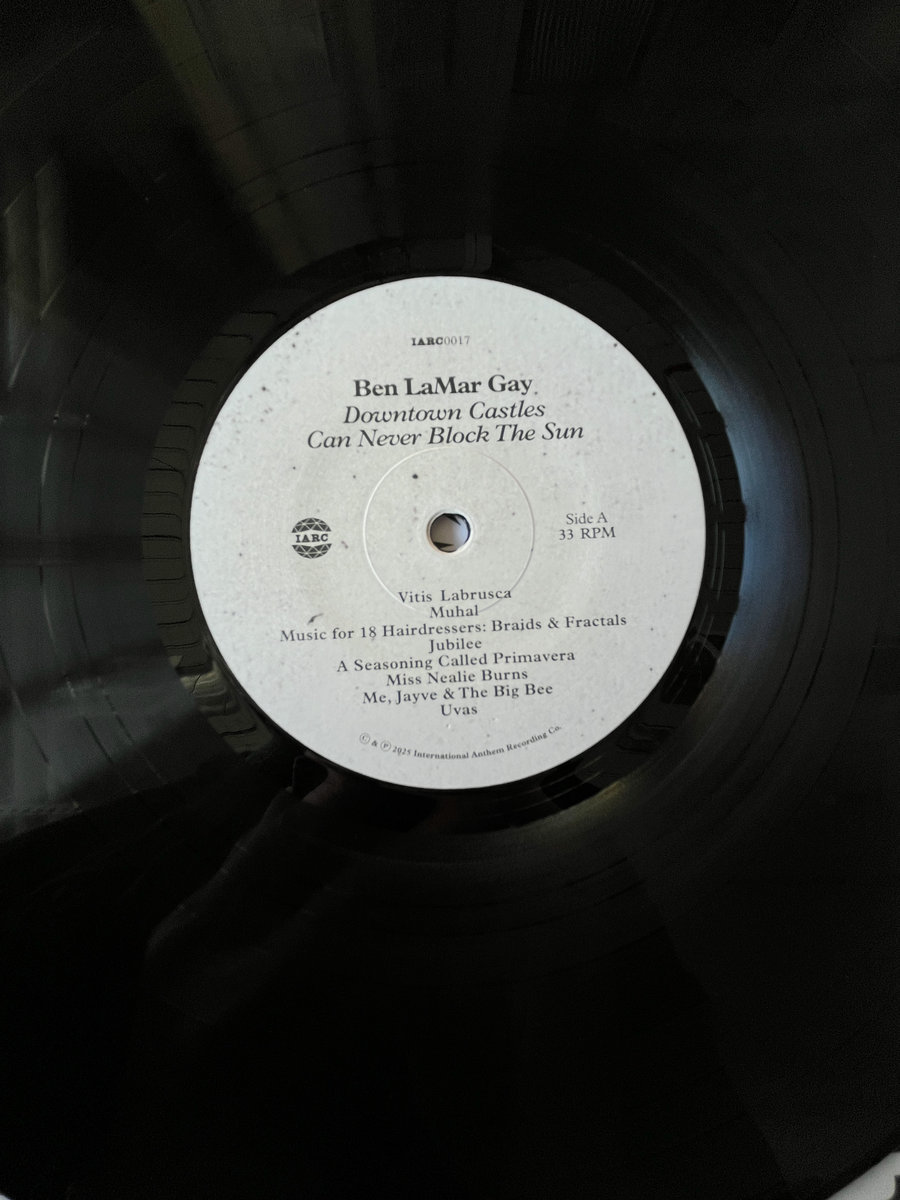 IARC0017
Ben LaMar Gay
Downtown Castles
Can Never Block The Sun
IARC
Side A
33 RPM
Vitis Labrusca
Muhal
Music for 18 Hairdressers: Braids & Fractals
Jubilee
A Seasoning Called Primavera
Miss Nealie Burns
Me, Jayve & The Big Bee
Uvas
© & ℗ 2025 International Anthem Recording Co.